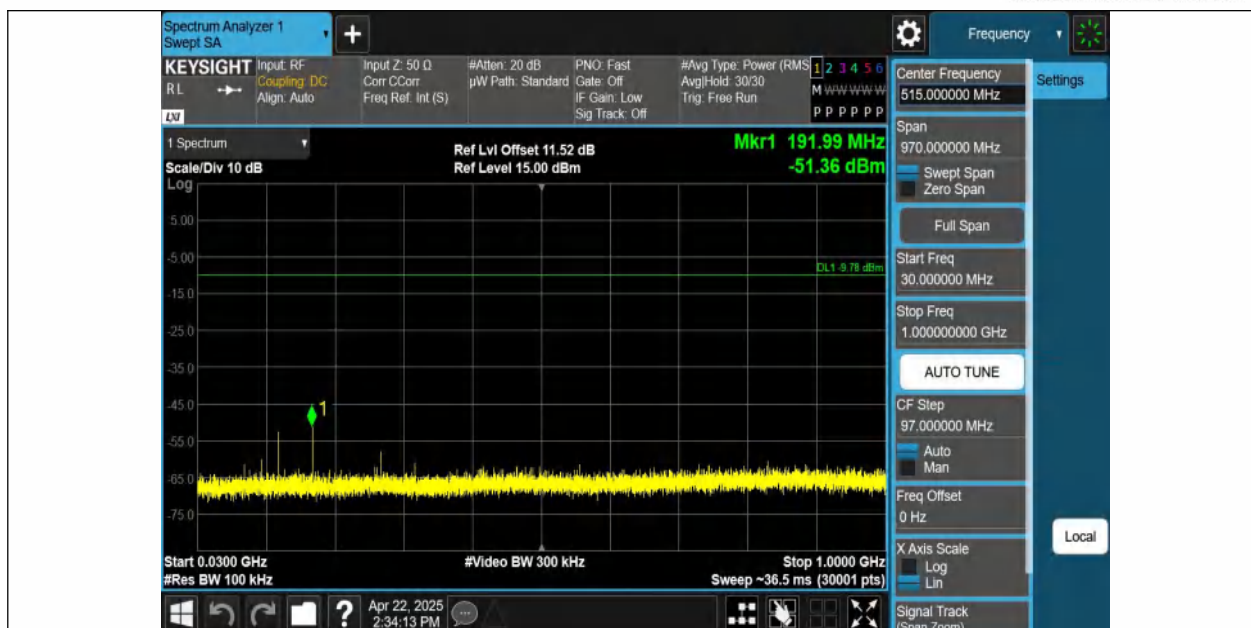 Spectrum Analyzer 1
Swept SA
+
Frequency
KEYSIGHT
RL
LXI
Input: RF
Coupling: DC
Align: Auto
Input Z: 50 Ω
Corr CCorr
Freq Ref: Int (S)
#Atten: 20 dB
µW Path: Standard
PNO: Fast
Gate: Off
IF Gain: Low
Sig Track: Off
#Avg Type: Power (RMS
Avg|Hold: 30/30
Trig: Free Run
1 2 3 4 5 6
M W W W W W
P P P P P P
1 Spectrum
Scale/Div 10 dB
Log
Ref Lvl Offset 11.52 dB
Ref Level 15.00 dBm
Mkr1 191.99 MHz
-51.36 dBm
5.00
-5.00
DL1 -9.78 dBm
-15.0
-25.0
-35.0
-45.0
1
-55.0
-65.0
-75.0
Start 0.0300 GHz
#Res BW 100 kHz
#Video BW 300 kHz
Stop 1.0000 GHz
Sweep ~36.5 ms (30001 pts)
?
Apr 22, 2025
2:34:13 PM
Center Frequency
515.000000 MHz
Settings
Span
970.000000 MHz
Swept Span
Zero Span
Full Span
Start Freq
30.000000 MHz
Stop Freq
1.000000000 GHz
AUTO TUNE
CF Step
97.000000 MHz
Auto
Man
Freq Offset
0 Hz
Local
X Axis Scale
Log
Lin
Signal Track
(Span Zoom)